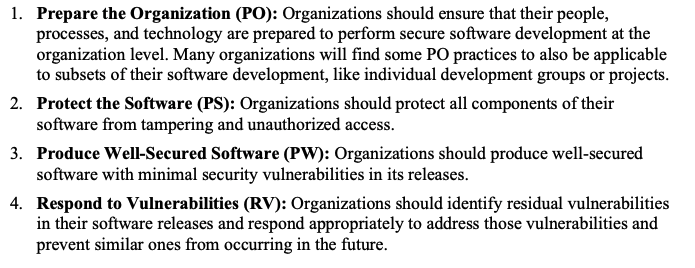 1. Prepare the Organization (PO): Organizations should ensure that their people,
processes, and technology are prepared to perform secure software development at the
organization level. Many organizations will find some PO practices to also be applicable
to subsets of their software development, like individual development groups or projects.
2. Protect the Software (PS): Organizations should protect all components of their
software from tampering and unauthorized access.
3. Produce Well-Secured Software (PW): Organizations should produce well-secured
software with minimal security vulnerabilities in its releases.
4. Respond to Vulnerabilities (RV): Organizations should identify residual vulnerabilities
in their software releases and respond appropriately to address those vulnerabilities and
prevent similar ones from occurring in the future.